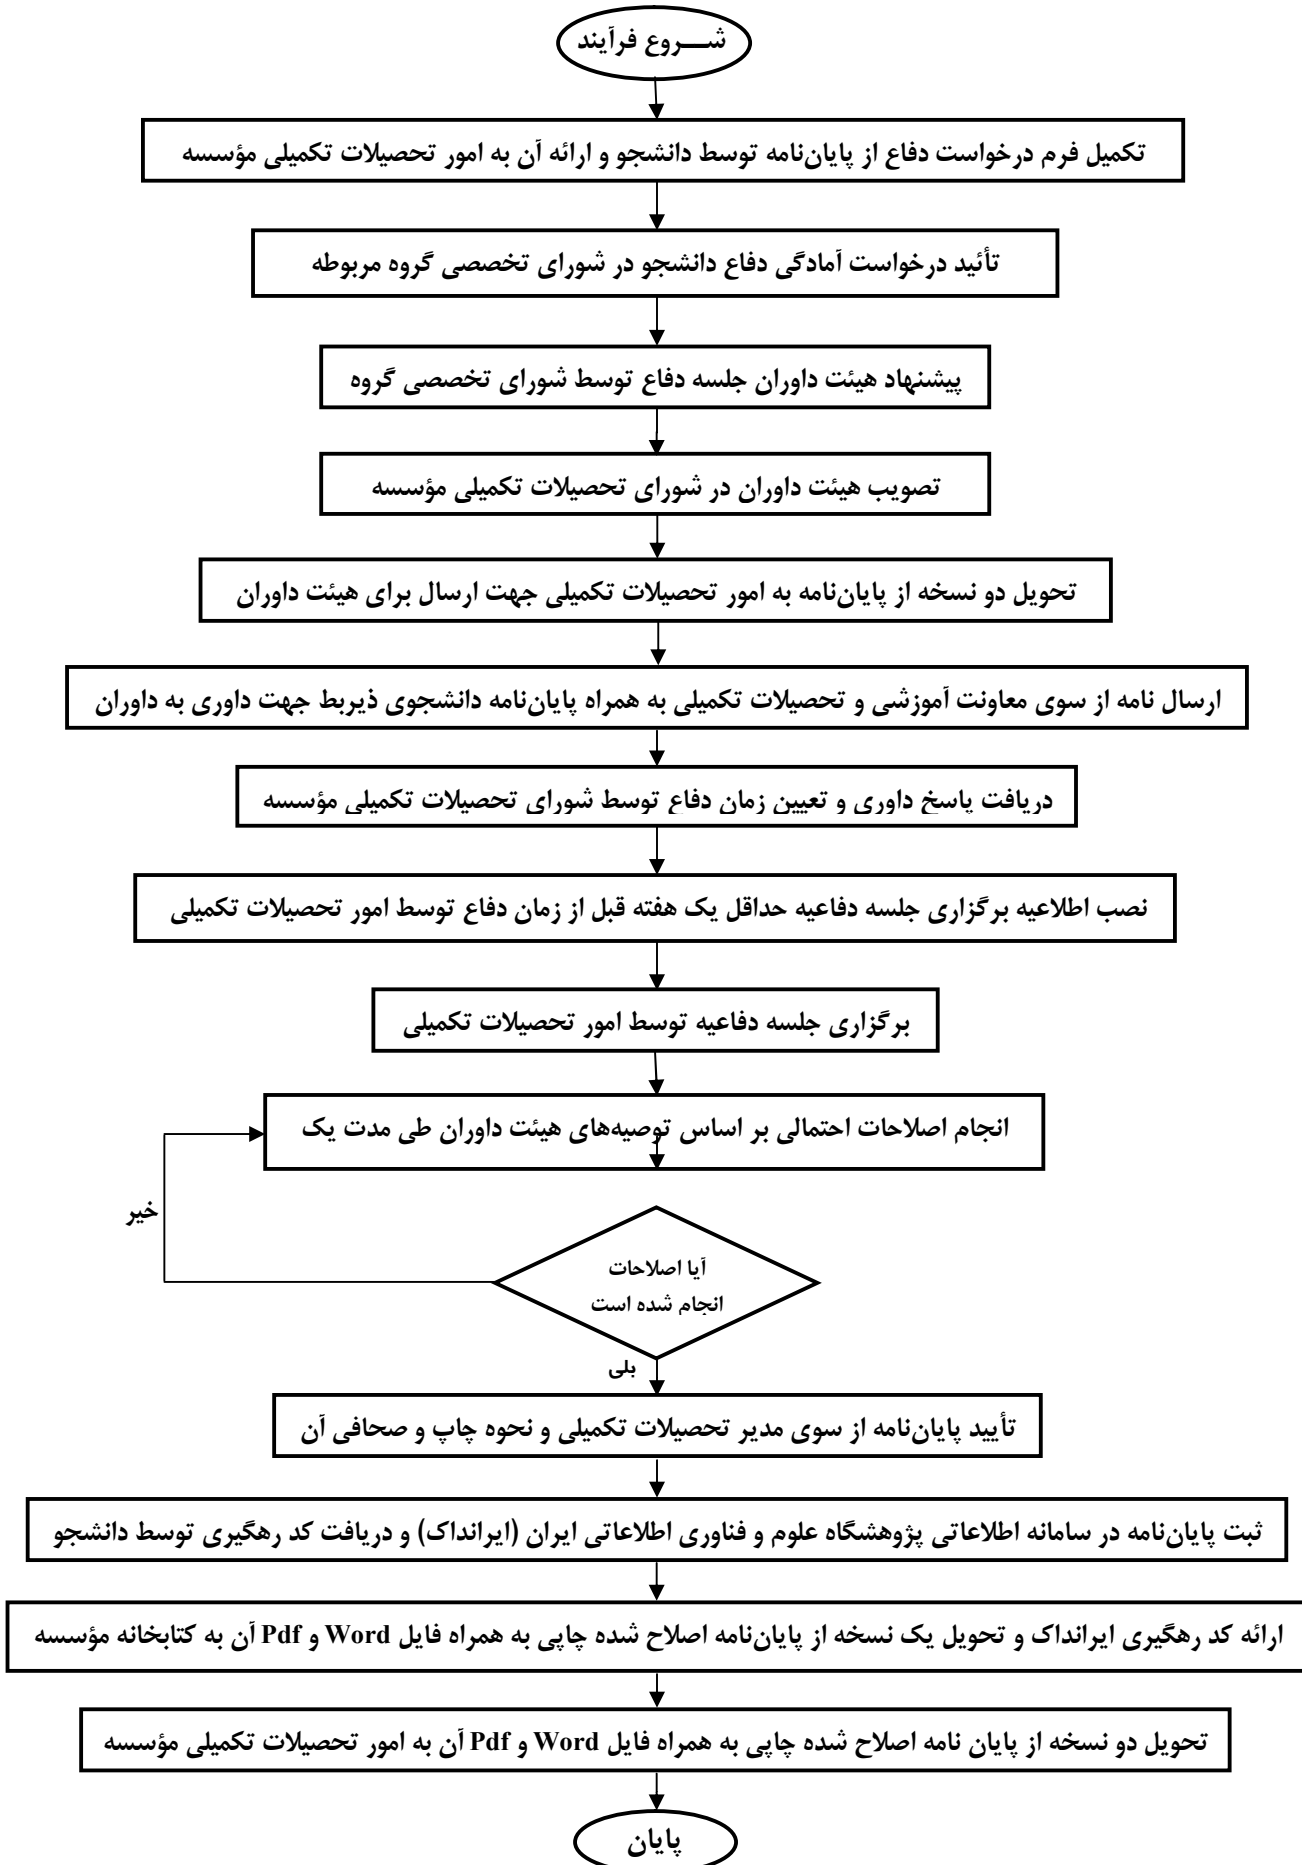 شـــروع فرآیند
تکمیل فرم درخواست دفاع از پایان‌نامه توسط دانشجو و ارائه آن به امور تحصیلات تکمیلی مؤسسه
تأئید درخواست آمادگی دفاع دانشجو در شورای تخصصی گروه مربوطه
پیشنهاد هیئت داوران جلسه دفاع توسط شورای تخصصی گروه
تصویب هیئت داوران در شورای تحصیلات تکمیلی مؤسسه
تحویل دو نسخه از پایان‌نامه به امور تحصیلات تکمیلی جهت ارسال برای هیئت داوران
ارسال نامه از سوی معاونت آموزشی و تحصیلات تکمیلی به همراه پایان‌نامه دانشجوی ذیربط جهت داوری به داوران
دریافت پاسخ داوری و تعیین زمان دفاع توسط شورای تحصیلات تکمیلی مؤسسه
نصب اطلاعیه برگزاری جلسه دفاعیه حداقل یک هفته قبل از زمان دفاع توسط امور تحصیلات تکمیلی
برگزاری جلسه دفاعیه توسط امور تحصیلات تکمیلی
انجام اصلاحات احتمالی بر اساس توصیه‌های هیئت داوران طی مدت یک
خیر
آیا اصلاحات
انجام شده است
بلی
تأیید پایان‌نامه از سوی مدیر تحصیلات تکمیلی و نحوه چاپ و صحافی آن
ثبت پایان‌نامه در سامانه اطلاعاتی پژوهشگاه علوم و فناوری اطلاعاتی ایران (ایرانداک) و دریافت کد رهگیری توسط دانشجو
ارائه کد رهگیری ایرانداک و تحویل یک نسخه از پایان‌نامه اصلاح شده چاپی به همراه فایل Word و Pdf آن به کتابخانه مؤسسه
تحویل دو نسخه از پایان نامه اصلاح شده چاپی به همراه فایل Word و Pdf آن به امور تحصیلات تکمیلی مؤسسه
پایان